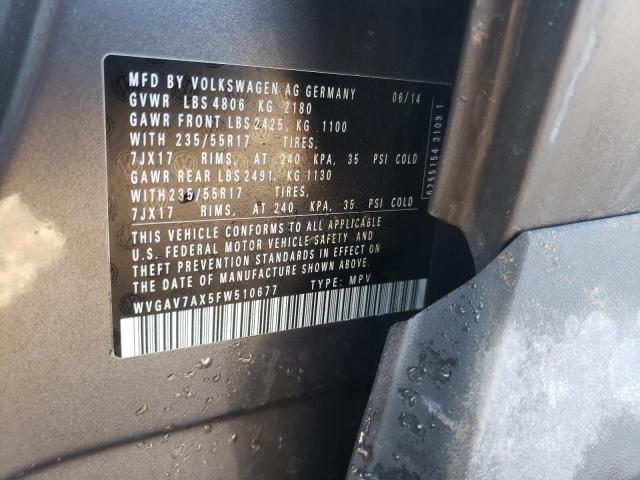 MFD BY VOLKSWAGEN AG GERMANY 06/14
GVWR LBS 4806 KG 2180
GAWR FRONT LBS 2425, KG 1100
WITH 235/55R17 TIRES,
7JX17 RIMS, AT 240 KPA, 35 PSI COLD
GAWR REAR LBS 2491, KG 1130
WITH 235/55R17 TIRES,
7JX17 RIMS, AT 240, KPA, 35 PSI COLD
THIS VEHICLE CONFORMS TO ALL APPLICABLE
U.S. FEDERAL MOTOR VEHICLE SAFETY AND
THEFT PREVENTION STANDARDS IN EFFECT ON
THE DATE OF MANUFACTURE SHOWN ABOVE.
WVGAV7AX5FW510677 TYPE: MPV
6255154 3109 1